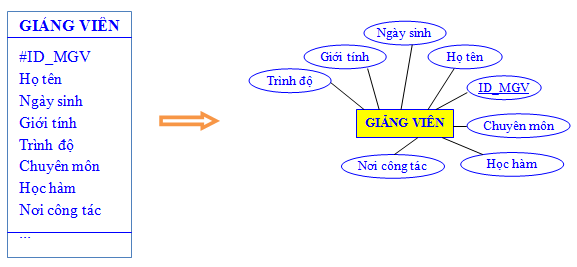 GIẢNG VIÊN
#ID_MGV
Họ tên
Ngày sinh
Giới tính
Trình độ
Chuyên môn
Học hàm
Nơi công tác
...
Ngày sinh
Giới tính
Họ tên
Trình độ
ID_MGV
GIẢNG VIÊN
Chuyên môn
Nơi công tác
Học hàm